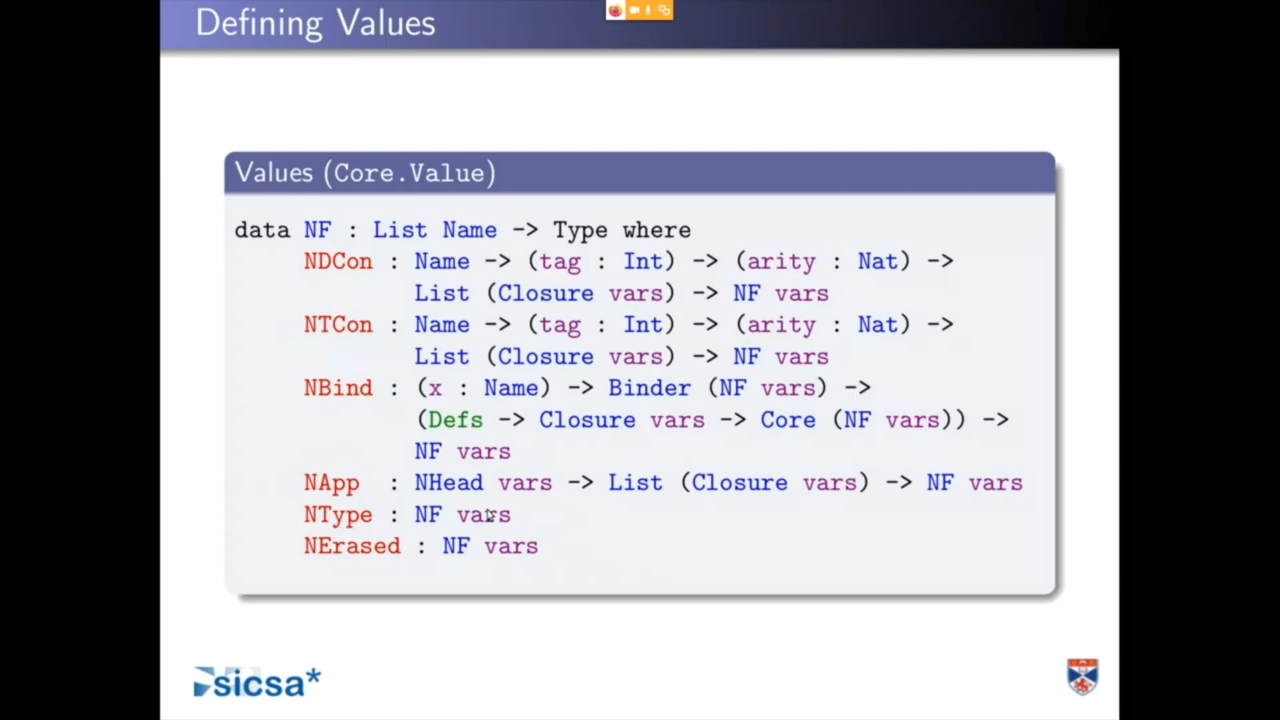 Defining Values
Values (Core.Value)
data NF : List Name -> Type where
NDCon : Name -> (tag : Int) -> (arity : Nat) ->
List (Closure vars) -> NF vars
NTCon : Name -> (tag : Int) -> (arity : Nat) ->
List (Closure vars) -> NF vars
NBind : (x : Name) -> Binder (NF vars) ->
(Defs -> Closure vars -> Core (NF vars)) ->
NF vars
NApp : NHead vars -> List (Closure vars) -> NF vars
NType : NF vars
NErased : NF vars
sicsa*